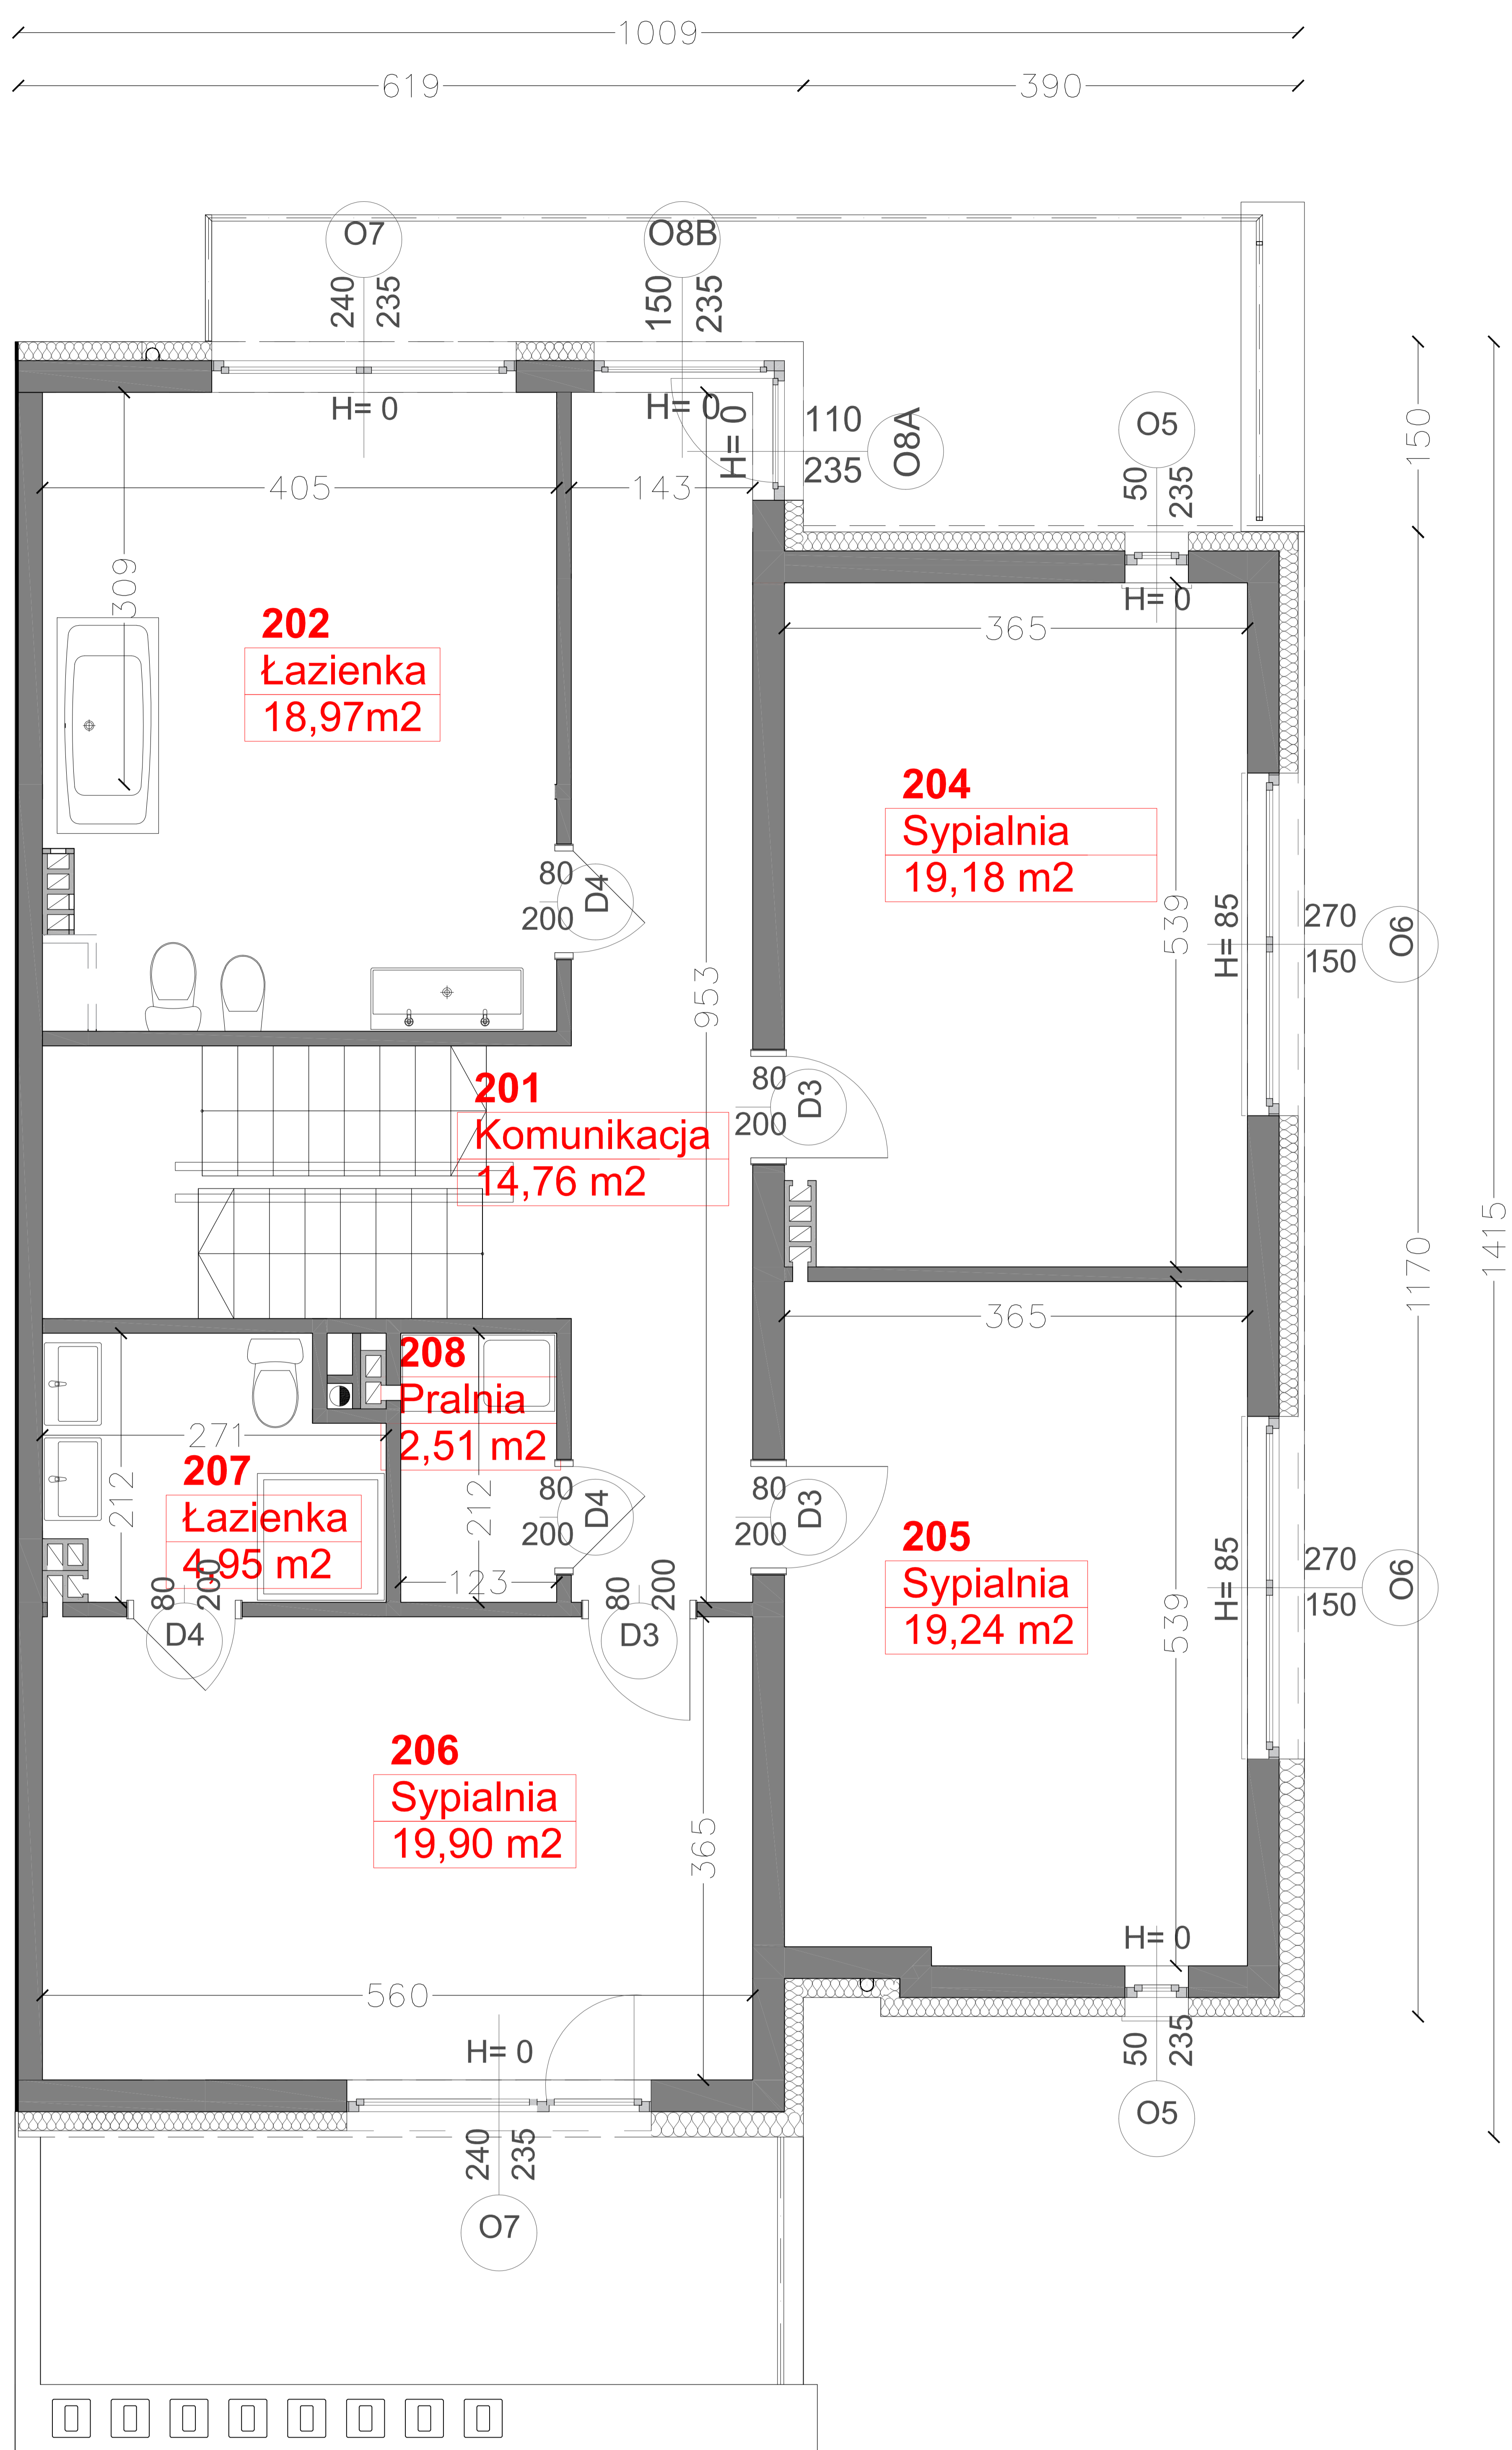 1009
619
390
O7
O8B
240
235
150
235
H= 0
H= 0
H= 0
110
235
O8A
O5
50
235
H= 0
150
405
143
309
202
Łazienka
18,97m2
365
204
Sypialnia
19,18 m2
80
200
D4
539
H= 85
270
150
O6
953
201
Komunikacja
14,76 m2
80
200
D3
1170
1415
365
208
Pralnia
2,51 m2
271
212
207
Łazienka
4,95 m2
212
123
80
200
D4
80
200
D3
205
Sypialnia
19,24 m2
539
H= 85
270
150
O6
80
200
D4
80
200
D3
206
Sypialnia
19,90 m2
365
560
H= 0
H= 0
50
235
O5
240
235
O7